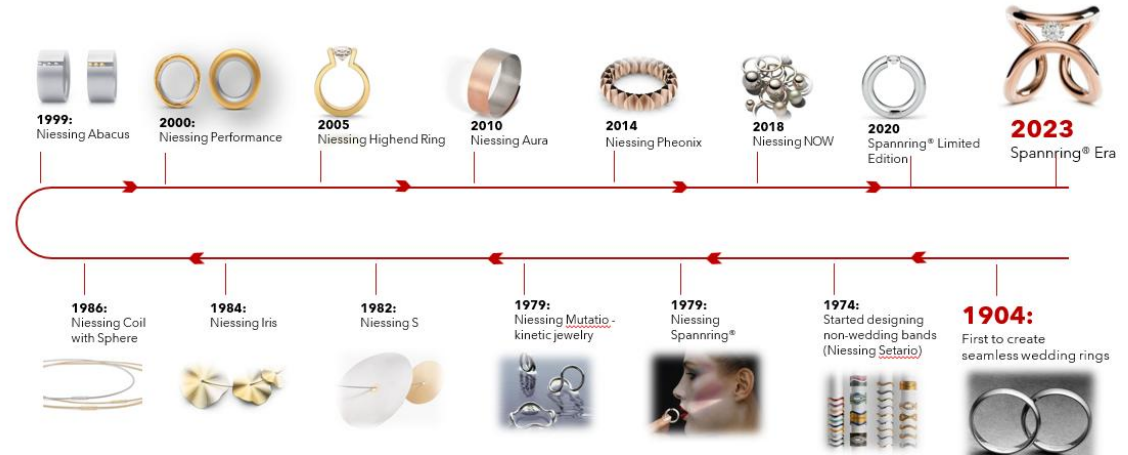 1999:
Niessing Abacus
2000:
Niessing Performance
2005
Niessing Highend Ring
2010
Niessing Aura
2014
Niessing Pheonix
2018
Niessing NOW
2020
Spannring® Limited
Edition
2023
Spannring® Era
1986:
Niessing Coil
with Sphere
1984:
Niessing Iris
1982:
Niessing S
1979:
Niessing Mutatio -
kinetic jewelry
1979:
Niessing
Spannring®
1974:
Started designing
non-wedding bands
(Niessing Setario)
1904:
First to create
seamless wedding rings